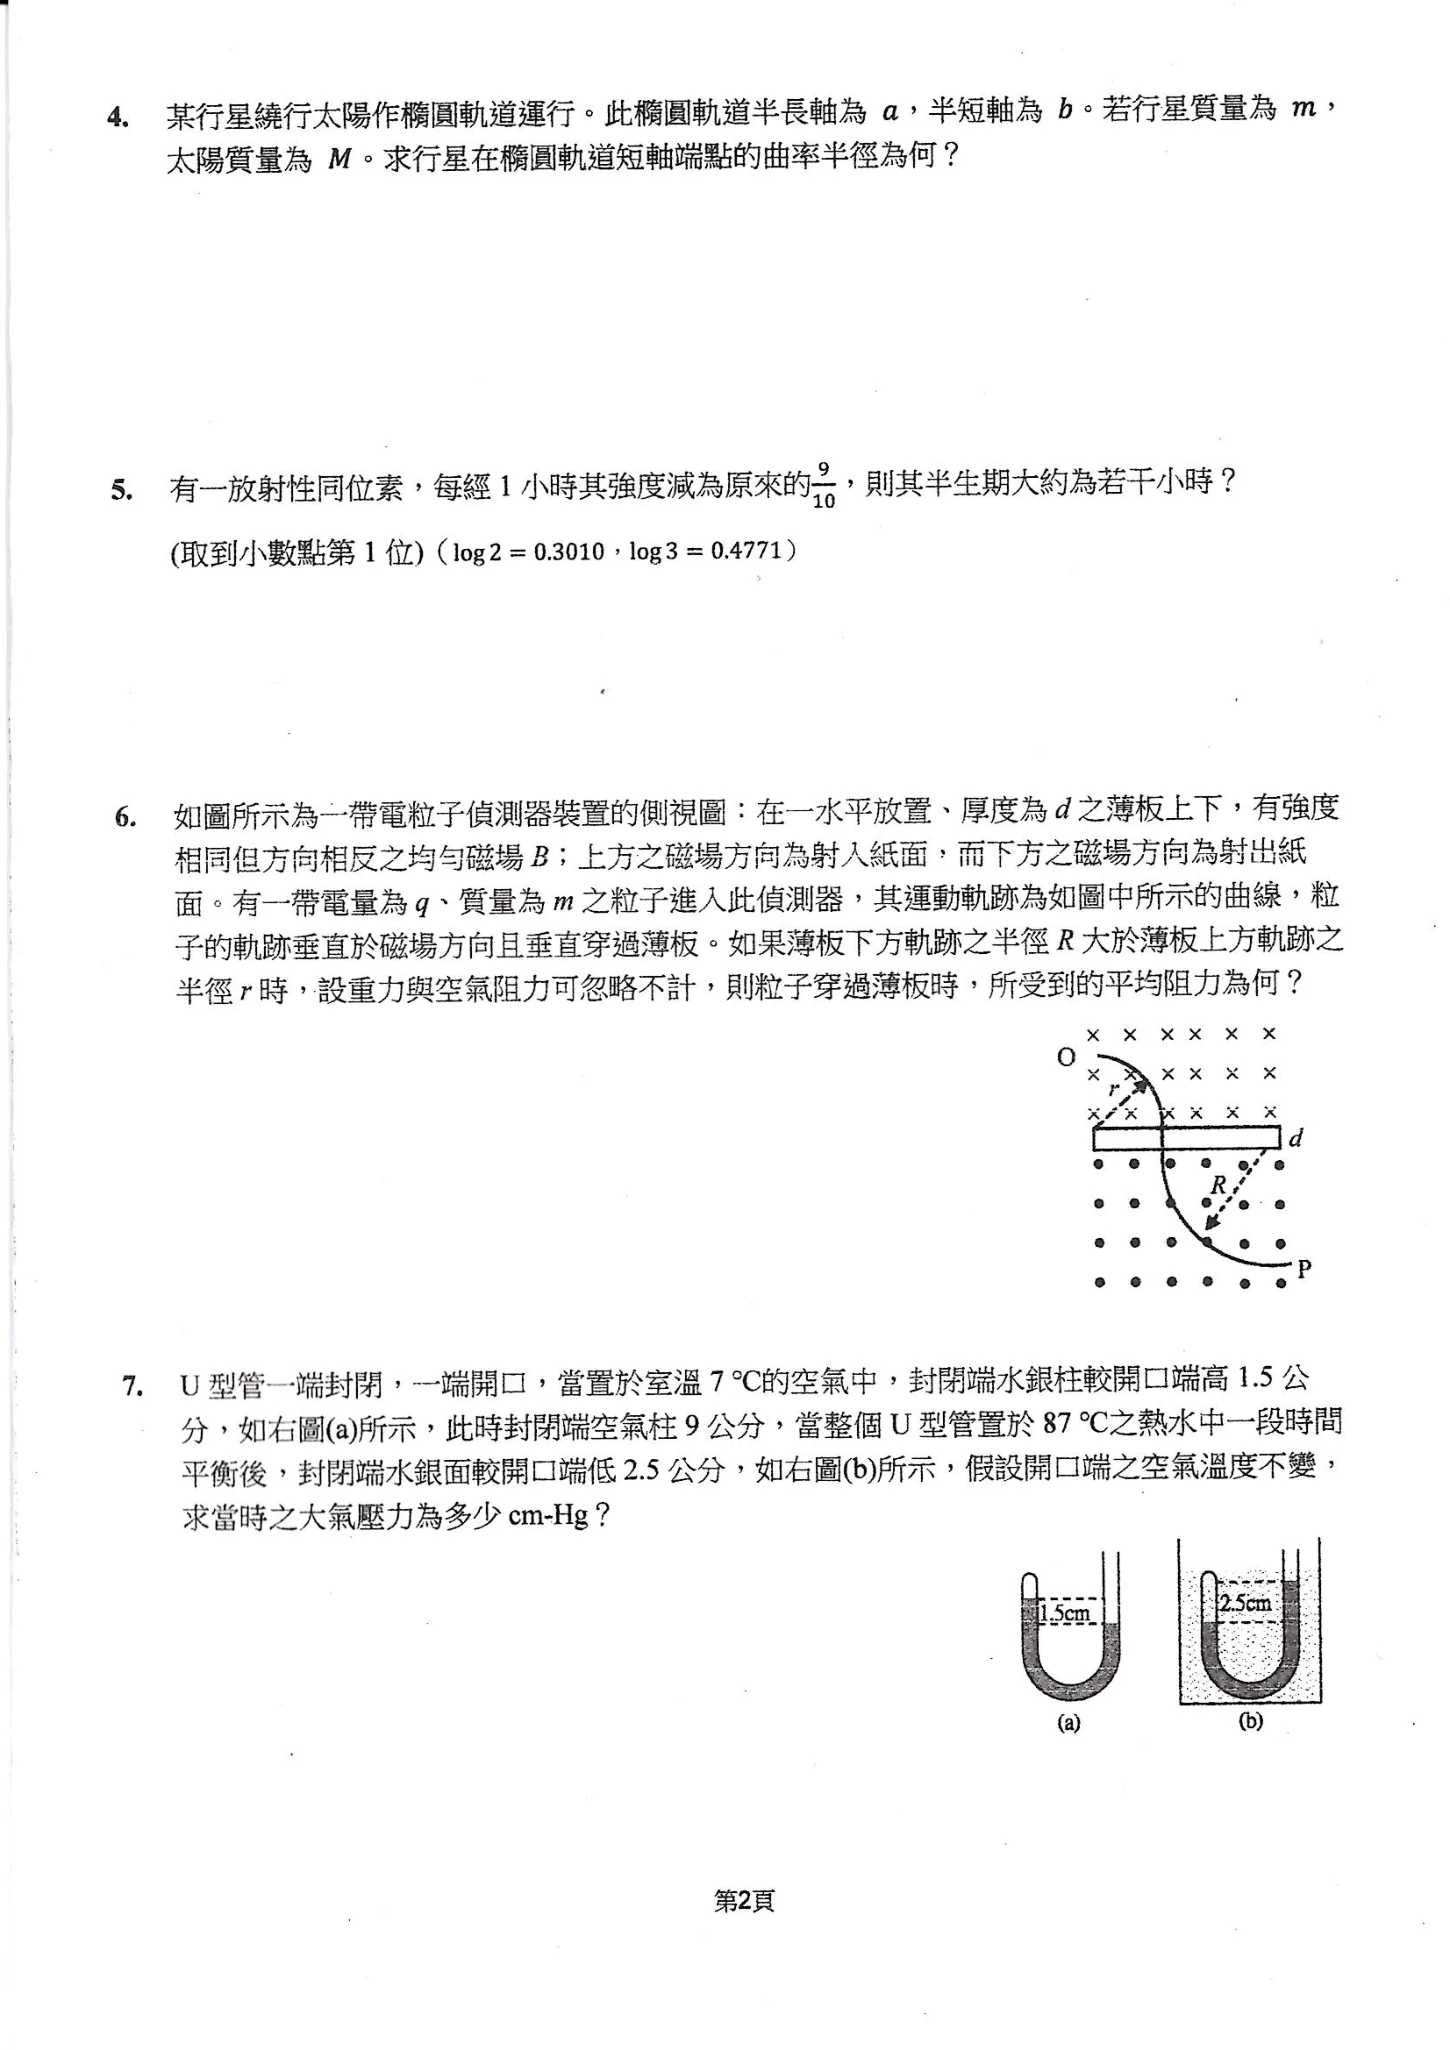 4. 某行星繞行太陽作橢圓軌道運行。此橢圓軌道半長軸為 a，半短軸為 b。若行星質量為 m，
太陽質量為 M。求行星在橢圓軌道短軸端點的曲率半徑為何？
5. 有一放射性同位素，每經 1 小時其強度減為原來的9/10，則其半生期大約為若干小時？
(取到小數點第 1 位)（log 2 = 0.3010，log 3 = 0.4771）
6. 如圖所示為一帶電粒子偵測器裝置的側視圖：在一水平放置、厚度為 d 之薄板上下，有強度
相同但方向相反之均勻磁場 B；上方之磁場方向為射入紙面，而下方之磁場方向為射出紙
面。有一帶電量為 q、質量為 m 之粒子進入此偵測器，其運動軌跡為如圖中所示的曲線，粒
子的軌跡垂直於磁場方向且垂直穿過薄板。如果薄板下方軌跡之半徑 R 大於薄板上方軌跡之
半徑 r 時，設重力與空氣阻力可忽略不計，則粒子穿過薄板時，所受到的平均阻力為何？
O
r
d
R
P
7. U 型管一端封閉，一端開口，當置於室溫 7 ℃的空氣中，封閉端水銀柱較開口端高 1.5 公
分，如右圖(a)所示，此時封閉端空氣柱 9 公分，當整個 U 型管置於 87 ℃之熱水中一段時間
平衡後，封閉端水銀面較開口端低 2.5 公分，如右圖(b)所示，假設開口端之空氣溫度不變，
求當時之大氣壓力為多少 cm-Hg？
1.5cm
2.5cm
(a)
(b)
第2頁